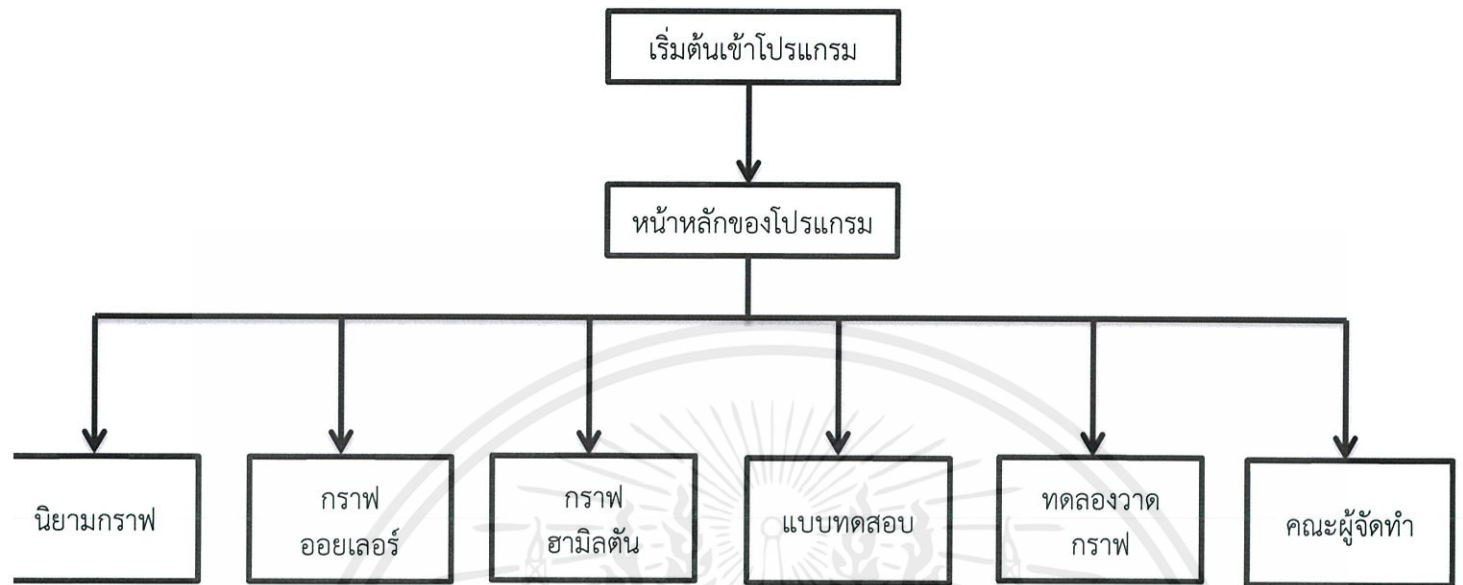 เริ่มต้นเข้าโปรแกรม
หน้าหลักของโปรแกรม
นิยามกราฟ
กราฟ
ออยเลอร์
กราฟ
ฮามิลตัน
แบบทดสอบ
ทดลองวาด
กราฟ
คณะผู้จัดทำ